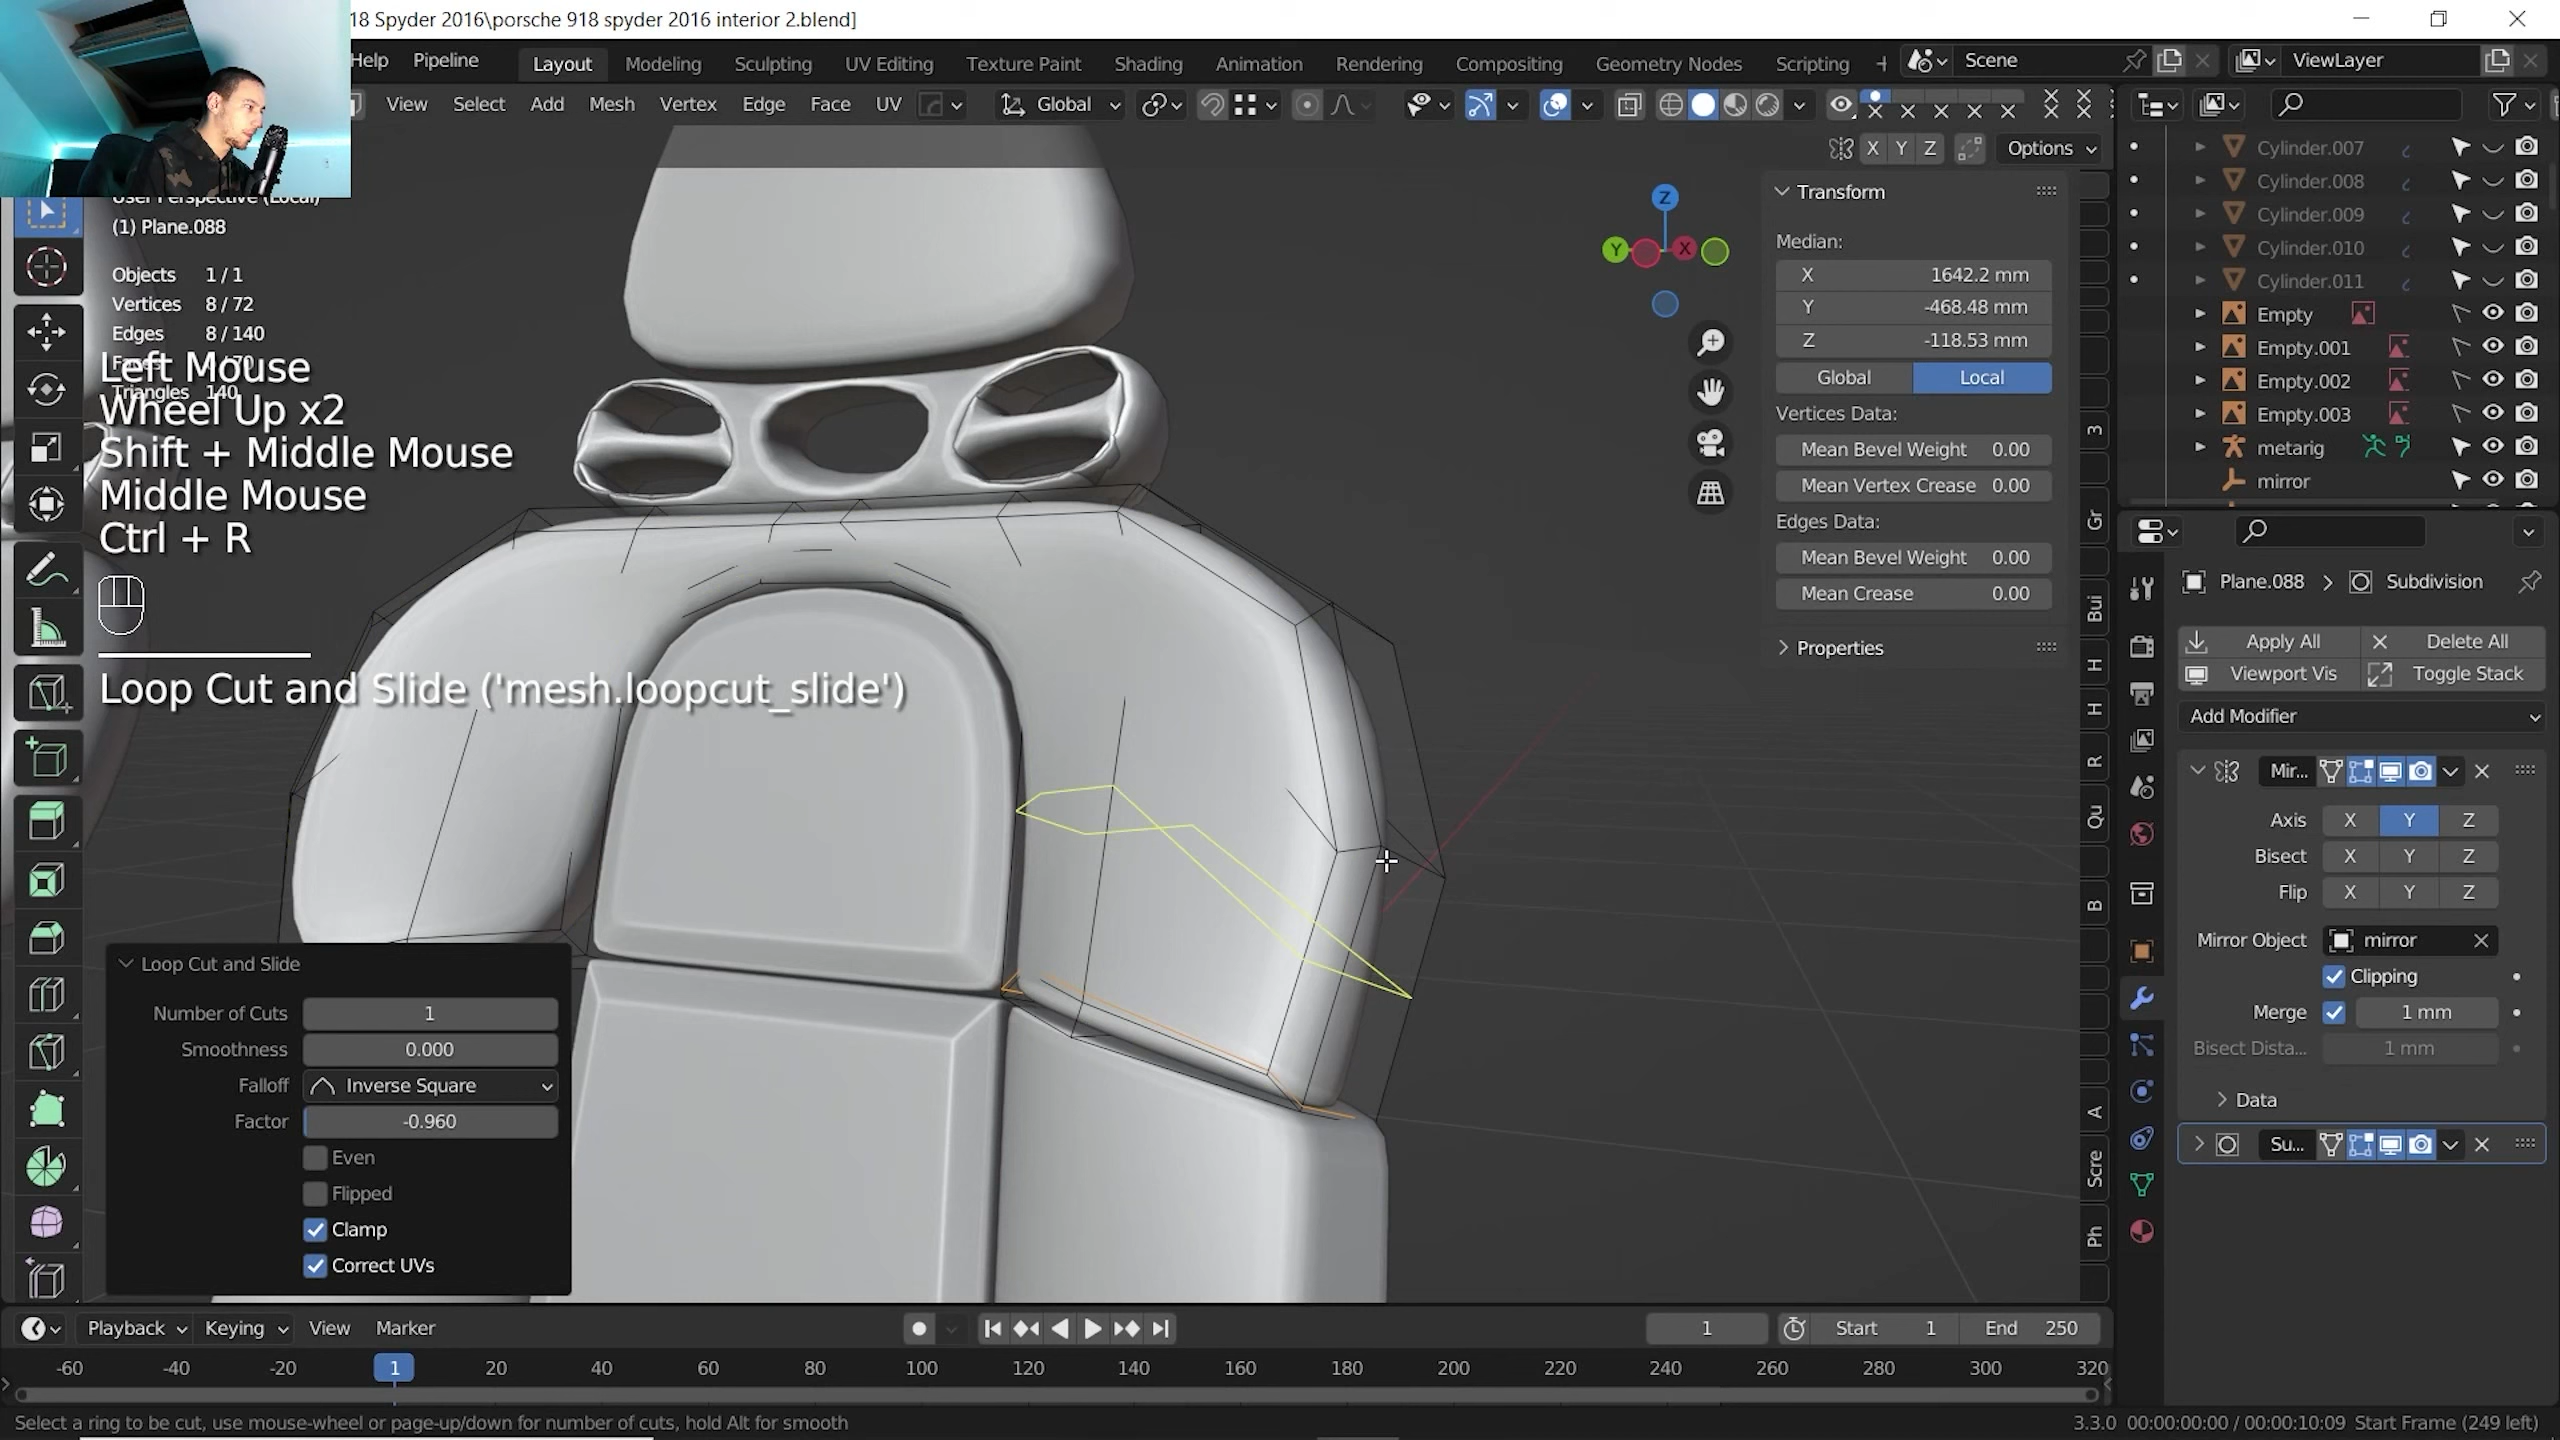 18 Spyder 2016\porsche 918 spyder 2016 interior 2.blend]
Help Pipeline Layout Modeling Sculpting UV Editing Texture Paint Shading Animation Rendering Compositing Geometry Nodes Scripting + Scene ViewLayer
View Select Add Mesh Vertex Edge Face UV Global
X Y Z Options
User Perspective (Local)
(1) Plane.088
Objects 1/1
Vertices 8/72
Edges 8/140
Triangles 140
Left Mouse
Wheel Up x2
Shift + Middle Mouse
Middle Mouse
Ctrl + R
Loop Cut and Slide ('mesh.loopcut_slide')
Loop Cut and Slide
Number of Cuts 1
Smoothness 0.000
Falloff Inverse Square
Factor -0.960
Even
Flipped
Clamp
Correct UVs
Z
Y X
Transform
Median:
X 1642.2 mm
Y -468.48 mm
Z -118.53 mm
Global Local
Vertices Data:
Mean Bevel Weight 0.00
Mean Vertex Crease 0.00
Edges Data:
Mean Bevel Weight 0.00
Mean Crease 0.00
Properties
3
Gr
Bui
H
H
R
Qu
B
A
Scre
Ph
Cylinder.007
Cylinder.008
Cylinder.009
Cylinder.010
Cylinder.011
Empty
Empty.001
Empty.002
Empty.003
metarig
mirror
Plane.088 > Subdivision
Apply All Delete All
Viewport Vis Toggle Stack
Add Modifier
Mir...
Axis X Y Z
Bisect X Y Z
Flip X Y Z
Mirror Object mirror
Clipping
Merge 1 mm
Bisect Dista... 1 mm
Data
Su...
Playback Keying View Marker 1 Start 1 End 250
-60 -40 -20 1 20 40 60 80 100 120 140 160 180 200 220 240 260 280 300 320
Select a ring to be cut, use mouse-wheel or page-up/down for number of cuts, hold Alt for smooth
3.3.0 00:00:00:00 / 00:00:10:09 Start Frame (249 left)